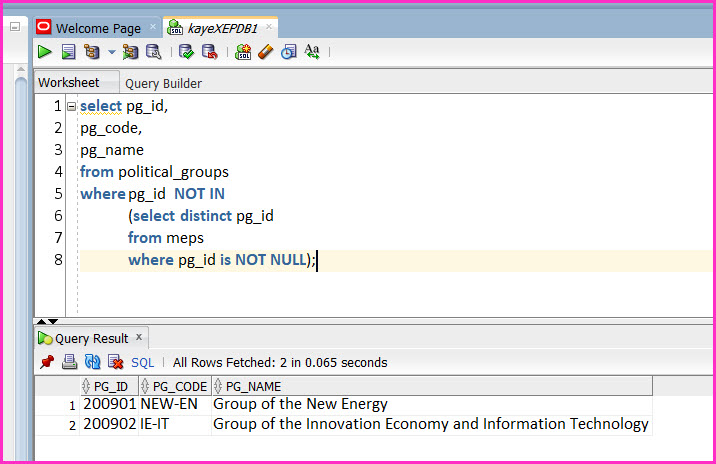 Welcome Page
kayeXEPDB1
Worksheet
Query Builder
1 select pg_id,
2 pg_code,
3 pg_name
4 from political_groups
5 where pg_id  NOT IN
6 (select distinct pg_id
7 from meps
8 where pg_id is NOT NULL);
Query Result x
SQL | All Rows Fetched: 2 in 0.065 seconds
PG_ID PG_CODE PG_NAME
1 200901 NEW-EN Group of the New Energy
2 200902 IE-IT Group of the Innovation Economy and Information Technology